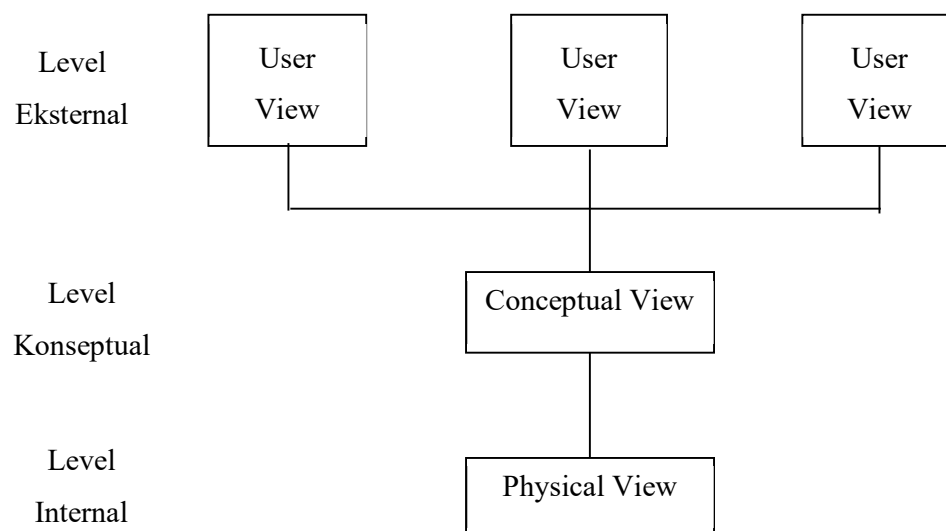 Level
Eksternal
User
View
User
View
User
View
Level
Konseptual
Conceptual View
Level
Internal
Physical View